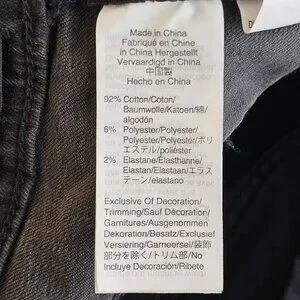 Made in China
Fabriqué en Chine
in China Hergestellt
Vervaardigd in China
中国製
Hecho en China
92% Cotton/Coton/
Baumwolle/Katoen/綿/
algodón
6% Polyester/Polyester/
Polyester/Polyester/ポリ
エステル/poliéster
2% Elastane/Élasthanne/
Elastan/Elastaan/エラス
テーン/elastano
Exclusive Of Decoration/
Trimming/Sauf Décoration/
Garnitures/Ausgenommen
Dekoration/Besatz/Exclusief
Versiering/Garneersel/装飾
部分を除く/トリム部/No
Incluye Decoración/Ribete